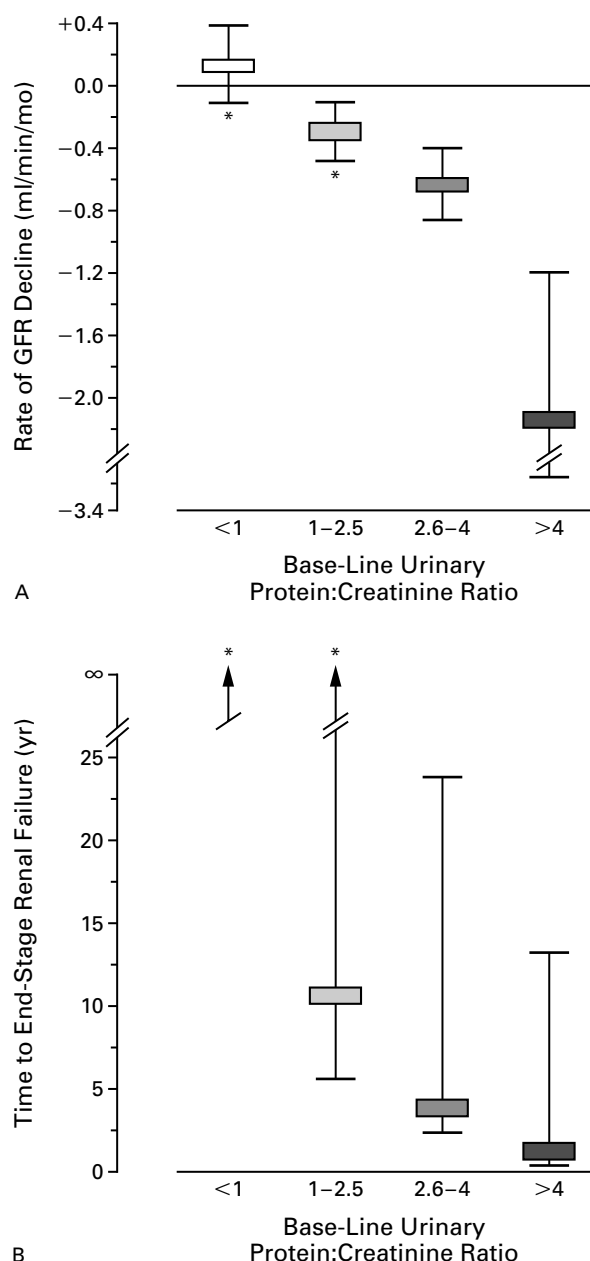 Rate of GFR Decline (ml/min/mo)
+0.4
0.0
−0.4
−0.8
−1.2
−1.6
−2.0
−3.4
*
*
<1 1–2.5 2.6–4 >4
Base-Line Urinary
Protein:Creatinine Ratio
A
Time to End-Stage Renal Failure (yr)
* *
∞
25
20
15
10
5
0
<1 1–2.5 2.6–4 >4
Base-Line Urinary
Protein:Creatinine Ratio
B